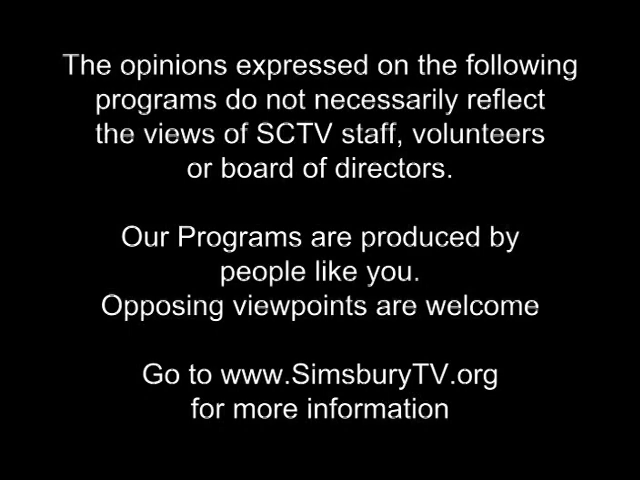 The opinions expressed on the following
programs do not necessarily reflect
the views of SCTV staff, volunteers
or board of directors.
Our Programs are produced by
people like you.
Opposing viewpoints are welcome
Go to www.SimsburyTV.org
for more information